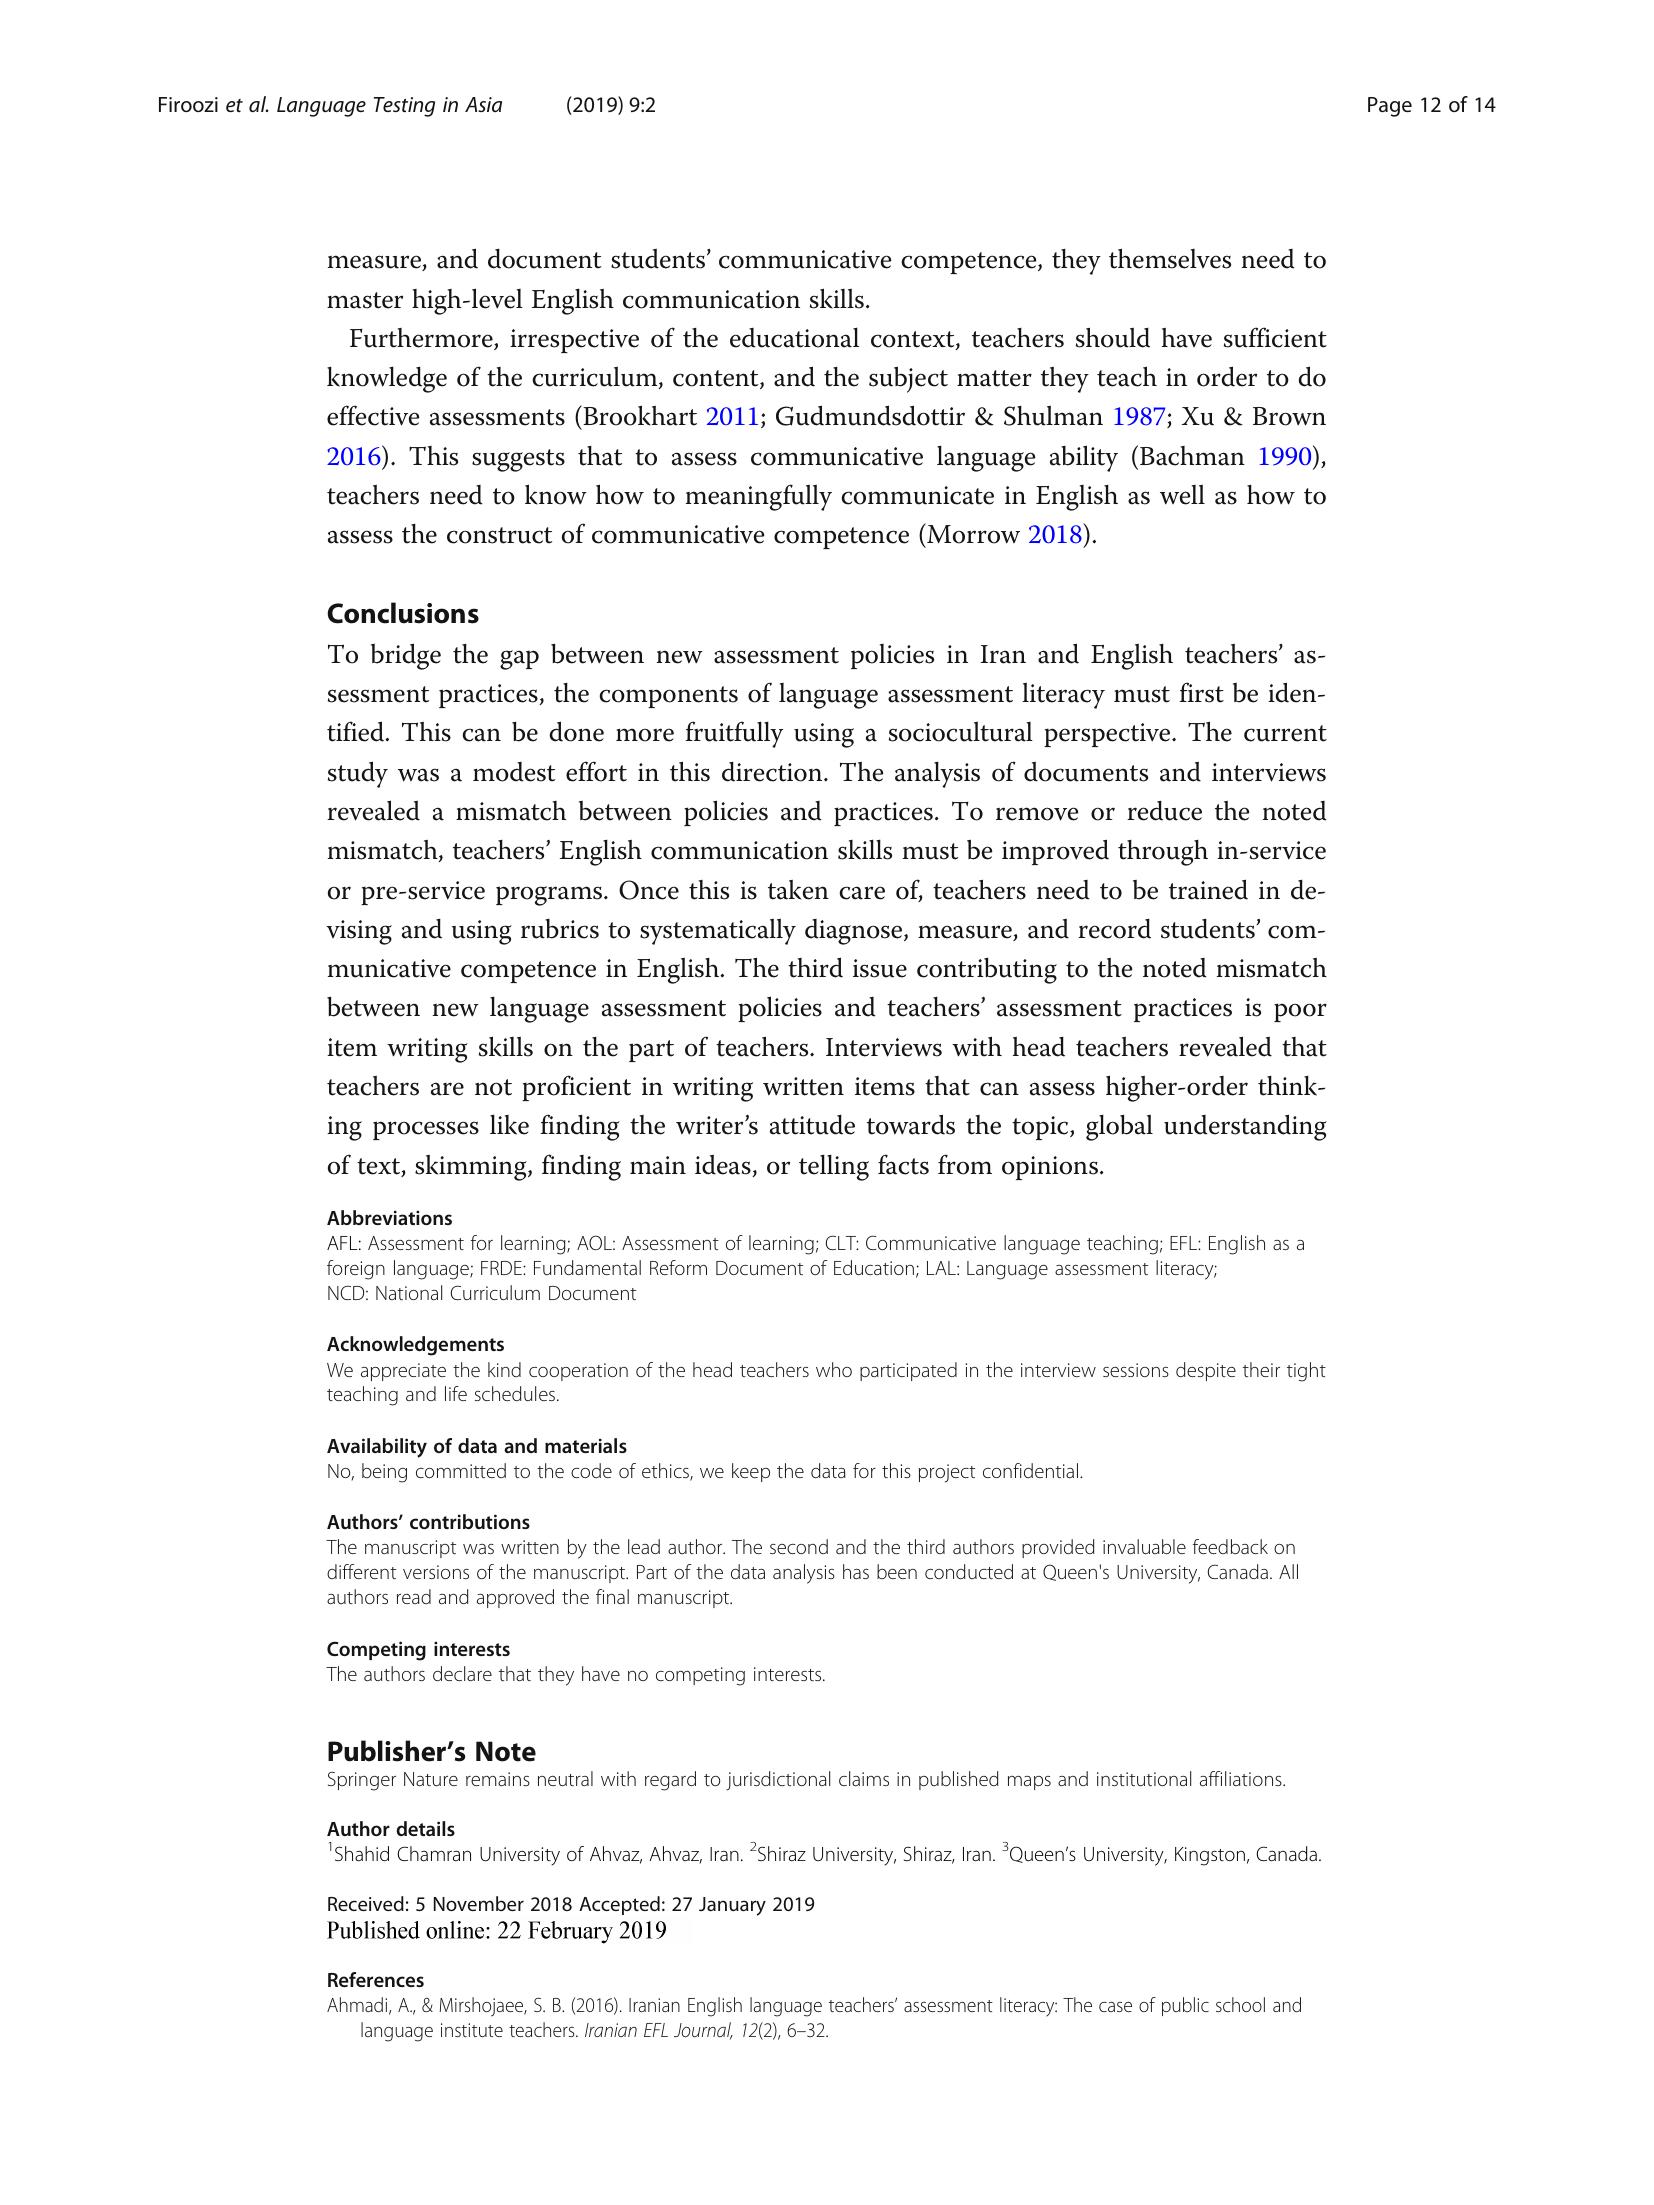 Firoozi et al. Language Testing in Asia (2019) 9:2 Page 12 of 14
measure, and document students’ communicative competence, they themselves need to
master high-level English communication skills.
Furthermore, irrespective of the educational context, teachers should have sufficient
knowledge of the curriculum, content, and the subject matter they teach in order to do
effective assessments (Brookhart 2011; Gudmundsdottir & Shulman 1987; Xu & Brown
2016). This suggests that to assess communicative language ability (Bachman 1990),
teachers need to know how to meaningfully communicate in English as well as how to
assess the construct of communicative competence (Morrow 2018).
Conclusions
To bridge the gap between new assessment policies in Iran and English teachers’ as-
sessment practices, the components of language assessment literacy must first be iden-
tified. This can be done more fruitfully using a sociocultural perspective. The current
study was a modest effort in this direction. The analysis of documents and interviews
revealed a mismatch between policies and practices. To remove or reduce the noted
mismatch, teachers’ English communication skills must be improved through in-service
or pre-service programs. Once this is taken care of, teachers need to be trained in de-
vising and using rubrics to systematically diagnose, measure, and record students’ com-
municative competence in English. The third issue contributing to the noted mismatch
between new language assessment policies and teachers’ assessment practices is poor
item writing skills on the part of teachers. Interviews with head teachers revealed that
teachers are not proficient in writing written items that can assess higher-order think-
ing processes like finding the writer’s attitude towards the topic, global understanding
of text, skimming, finding main ideas, or telling facts from opinions.
Abbreviations
AFL: Assessment for learning; AOL: Assessment of learning; CLT: Communicative language teaching; EFL: English as a
foreign language; FRDE: Fundamental Reform Document of Education; LAL: Language assessment literacy;
NCD: National Curriculum Document
Acknowledgements
We appreciate the kind cooperation of the head teachers who participated in the interview sessions despite their tight
teaching and life schedules.
Availability of data and materials
No, being committed to the code of ethics, we keep the data for this project confidential.
Authors’ contributions
The manuscript was written by the lead author. The second and the third authors provided invaluable feedback on
different versions of the manuscript. Part of the data analysis has been conducted at Queen's University, Canada. All
authors read and approved the final manuscript.
Competing interests
The authors declare that they have no competing interests.
Publisher’s Note
Springer Nature remains neutral with regard to jurisdictional claims in published maps and institutional affiliations.
Author details
1Shahid Chamran University of Ahvaz, Ahvaz, Iran. 2Shiraz University, Shiraz, Iran. 3Queen’s University, Kingston, Canada.
Received: 5 November 2018 Accepted: 27 January 2019
Published online: 22 February 2019
References
Ahmadi, A., & Mirshojaee, S. B. (2016). Iranian English language teachers’ assessment literacy: The case of public school and
language institute teachers. Iranian EFL Journal, 12(2), 6–32.